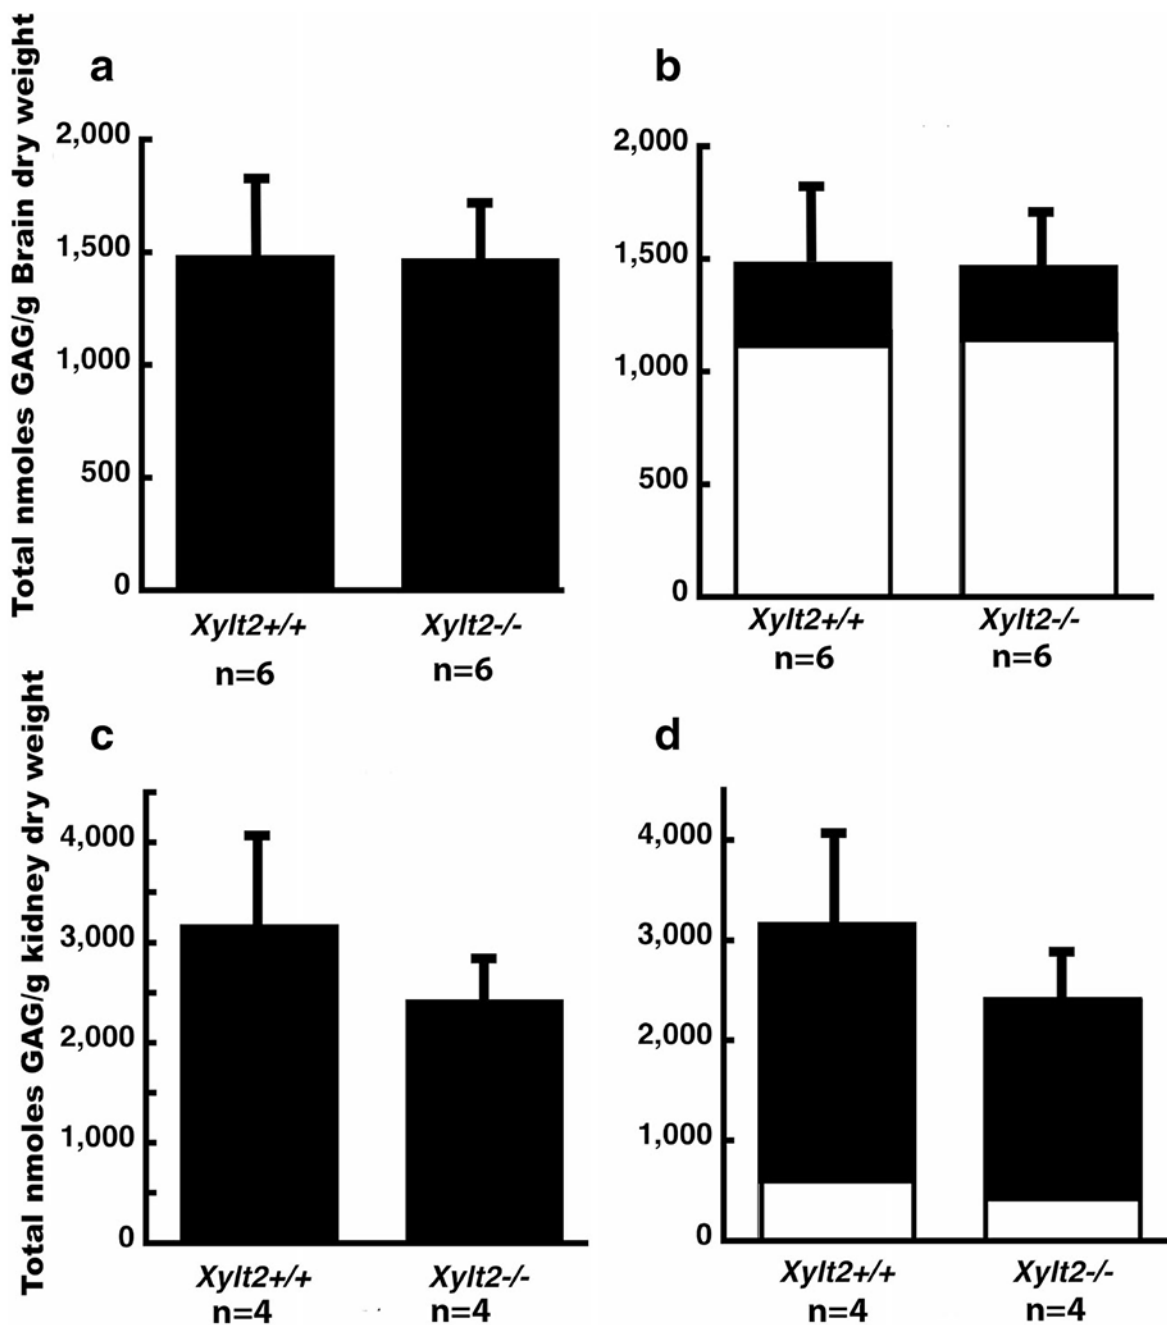 a
Total nmoles GAG/g Brain dry weight
2,000
1,500
1,000
500
0
Xylt2+/+
Xylt2-/-
n=6
n=6
b
2,000
1,500
1,000
500
0
Xylt2+/+
Xylt2-/-
n=6
n=6
c
Total nmoles GAG/g kidney dry weight
4,000
3,000
2,000
1,000
0
Xylt2+/+
Xylt2-/-
n=4
n=4
d
4,000
3,000
2,000
1,000
0
Xylt2+/+
Xylt2-/-
n=4
n=4